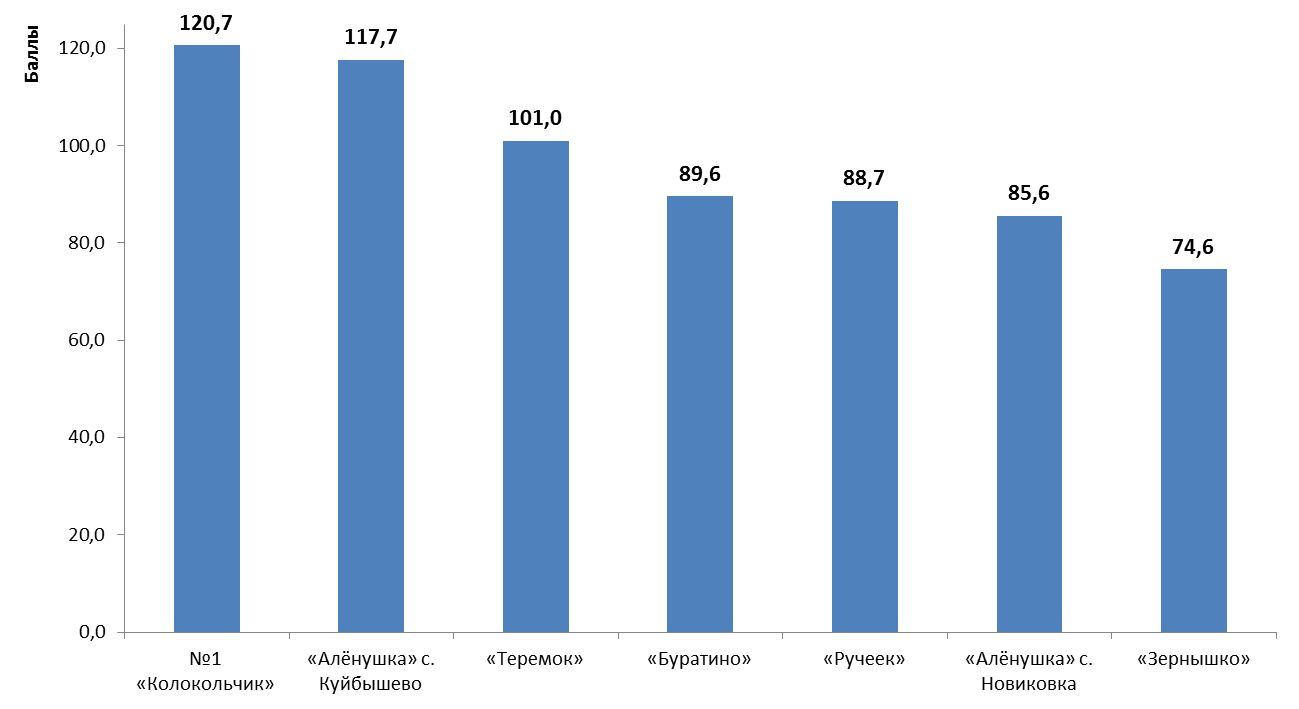 Баллы
120,0
100,0
80,0
60,0
40,0
20,0
0,0
120,7
117,7
101,0
89,6
88,7
85,6
74,6
№1
«Колокольчик»
«Алёнушка» с.
Куйбышево
«Теремок»
«Буратино»
«Ручеек»
«Алёнушка» с.
Новиковка
«Зернышко»